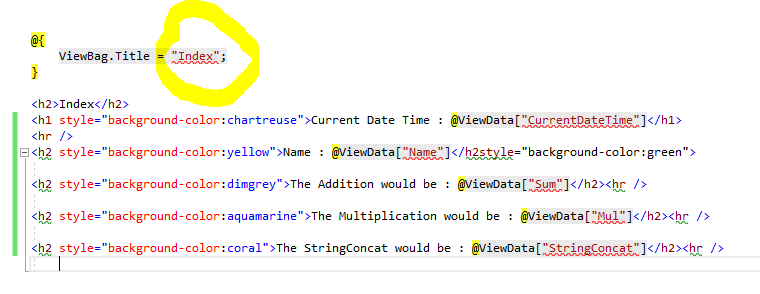 @{
ViewBag.Title = "Index";
}
<h2>Index</h2>
<h1 style="background-color:chartreuse">Current Date Time : @ViewData["CurrentDateTime"]</h1>
<hr />
<h2 style="background-color:yellow">Name : @ViewData["Name"]</h2style="background-color:green">
<h2 style="background-color:dimgrey">The Addition would be : @ViewData["Sum"]</h2><hr />
<h2 style="background-color:aquamarine">The Multiplication would be : @ViewData["Mul"]</h2><hr />
<h2 style="background-color:coral">The StringConcat would be : @ViewData["StringConcat"]</h2><hr />